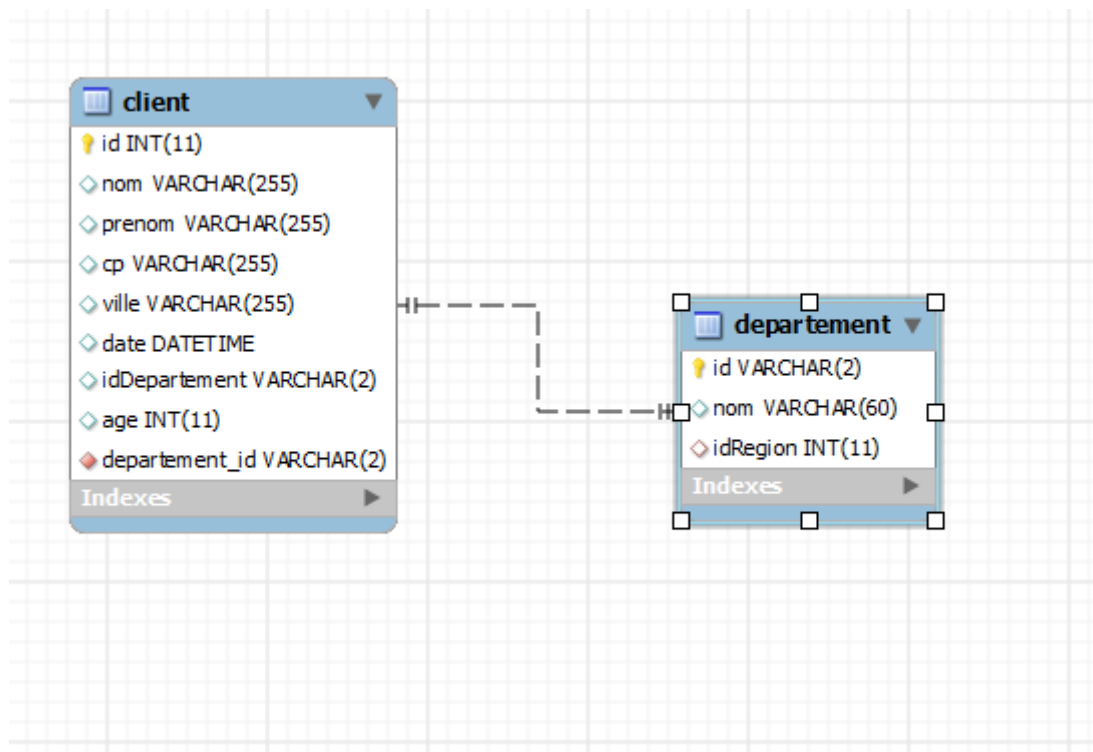 client
id INT(11)
nom VARCHAR(255)
prenom VARCHAR(255)
cp VARCHAR(255)
ville VARCHAR(255)
date DATETIME
idDepartement VARCHAR(2)
age INT(11)
departement_id VARCHAR(2)
Indexes
departement
id VARCHAR(2)
nom VARCHAR(60)
idRegion INT(11)
Indexes